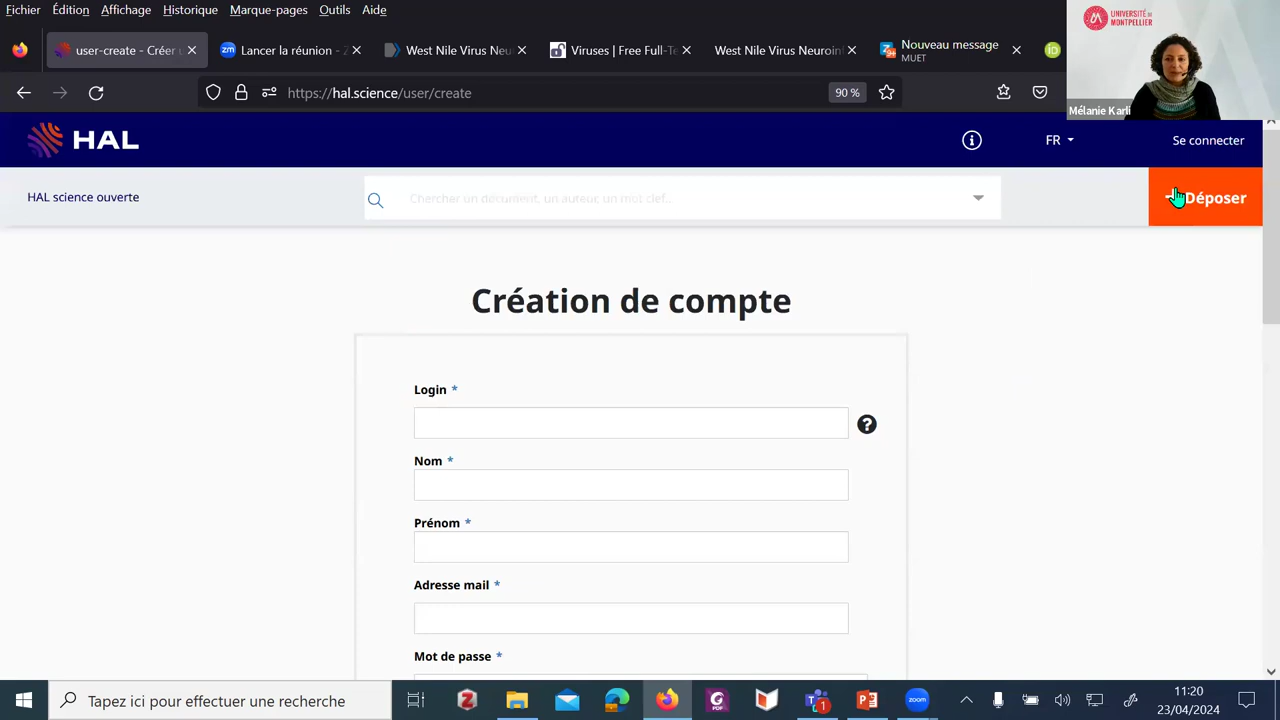 Fichier Édition Affichage Historique Marque-pages Outils Aide
UNIVERSITÉ DE MONTPELLIER
user-create - Créer u
Lancer la réunion - Z
West Nile Virus Neu
Viruses | Free Full-Te
West Nile Virus Neuroin
Nouveau message
MUET
https://hal.science/user/create
90 %
Mélanie Karli
HAL
FR
Se connecter
HAL science ouverte
Chercher un document, un auteur, un mot clef..
Déposer
Création de compte
Login *
Nom *
Prénom *
Adresse mail *
Mot de passe *
Tapez ici pour effectuer une recherche
11:20
23/04/2024